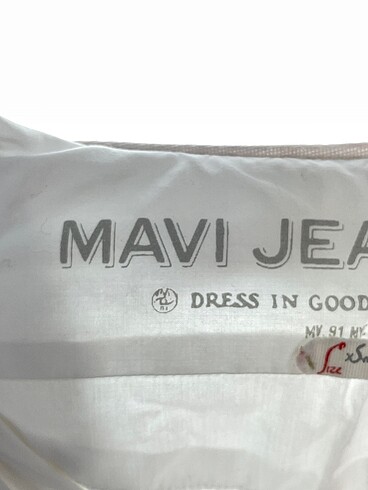 MAVI JEA
DRESS IN GOOD
MV 91 MV
Size xS